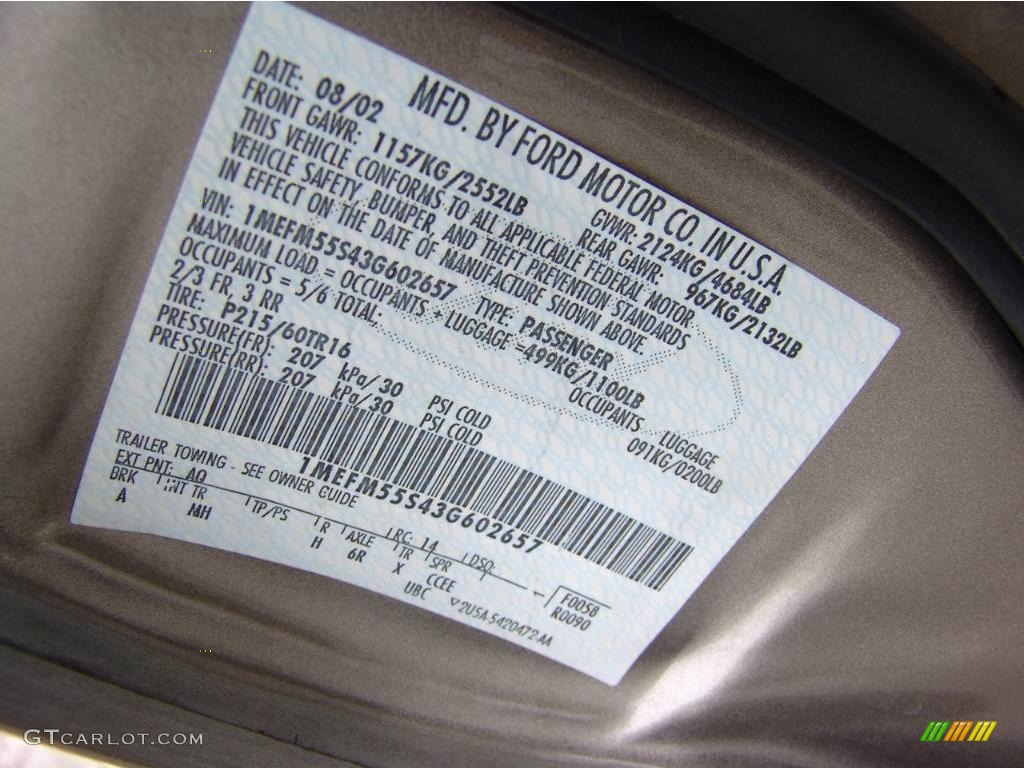 MFD. BY FORD MOTOR CO. IN U.S.A.
DATE: 08/02 GVWR: 2124KG/4684LB
FRONT GAWR: 1157KG/2552LB REAR GAWR: 967KG/2132LB
THIS VEHICLE CONFORMS TO ALL APPLICABLE FEDERAL MOTOR
VEHICLE SAFETY, BUMPER, AND THEFT PREVENTION STANDARDS
IN EFFECT ON THE DATE OF MANUFACTURE SHOWN ABOVE.
VIN: 1MEFM55S43G602657 TYPE: PASSENGER
MAXIMUM LOAD = OCCUPANTS + LUGGAGE =499KG/1100LB
OCCUPANTS = 5/6 TOTAL: OCCUPANTS LUGGAGE
2/3 FR, 3 RR 091KG/0200LB
TIRE: P215/60TR16
PRESSURE(FR): 207 kPa/30 PSI COLD
PRESSURE(RR): 207 kPa/30 PSI COLD
1MEFM55S43G602657
TRAILER TOWING - SEE OWNER GUIDE
EXT PNT: AQ RC: 14 DSO:
BRK INT TR TP/PS R AXLE TR SPR F0058
A MH H 6R X CCEE R0090
UBC 2U5A-5420472-AA
GTCARLOT.COM